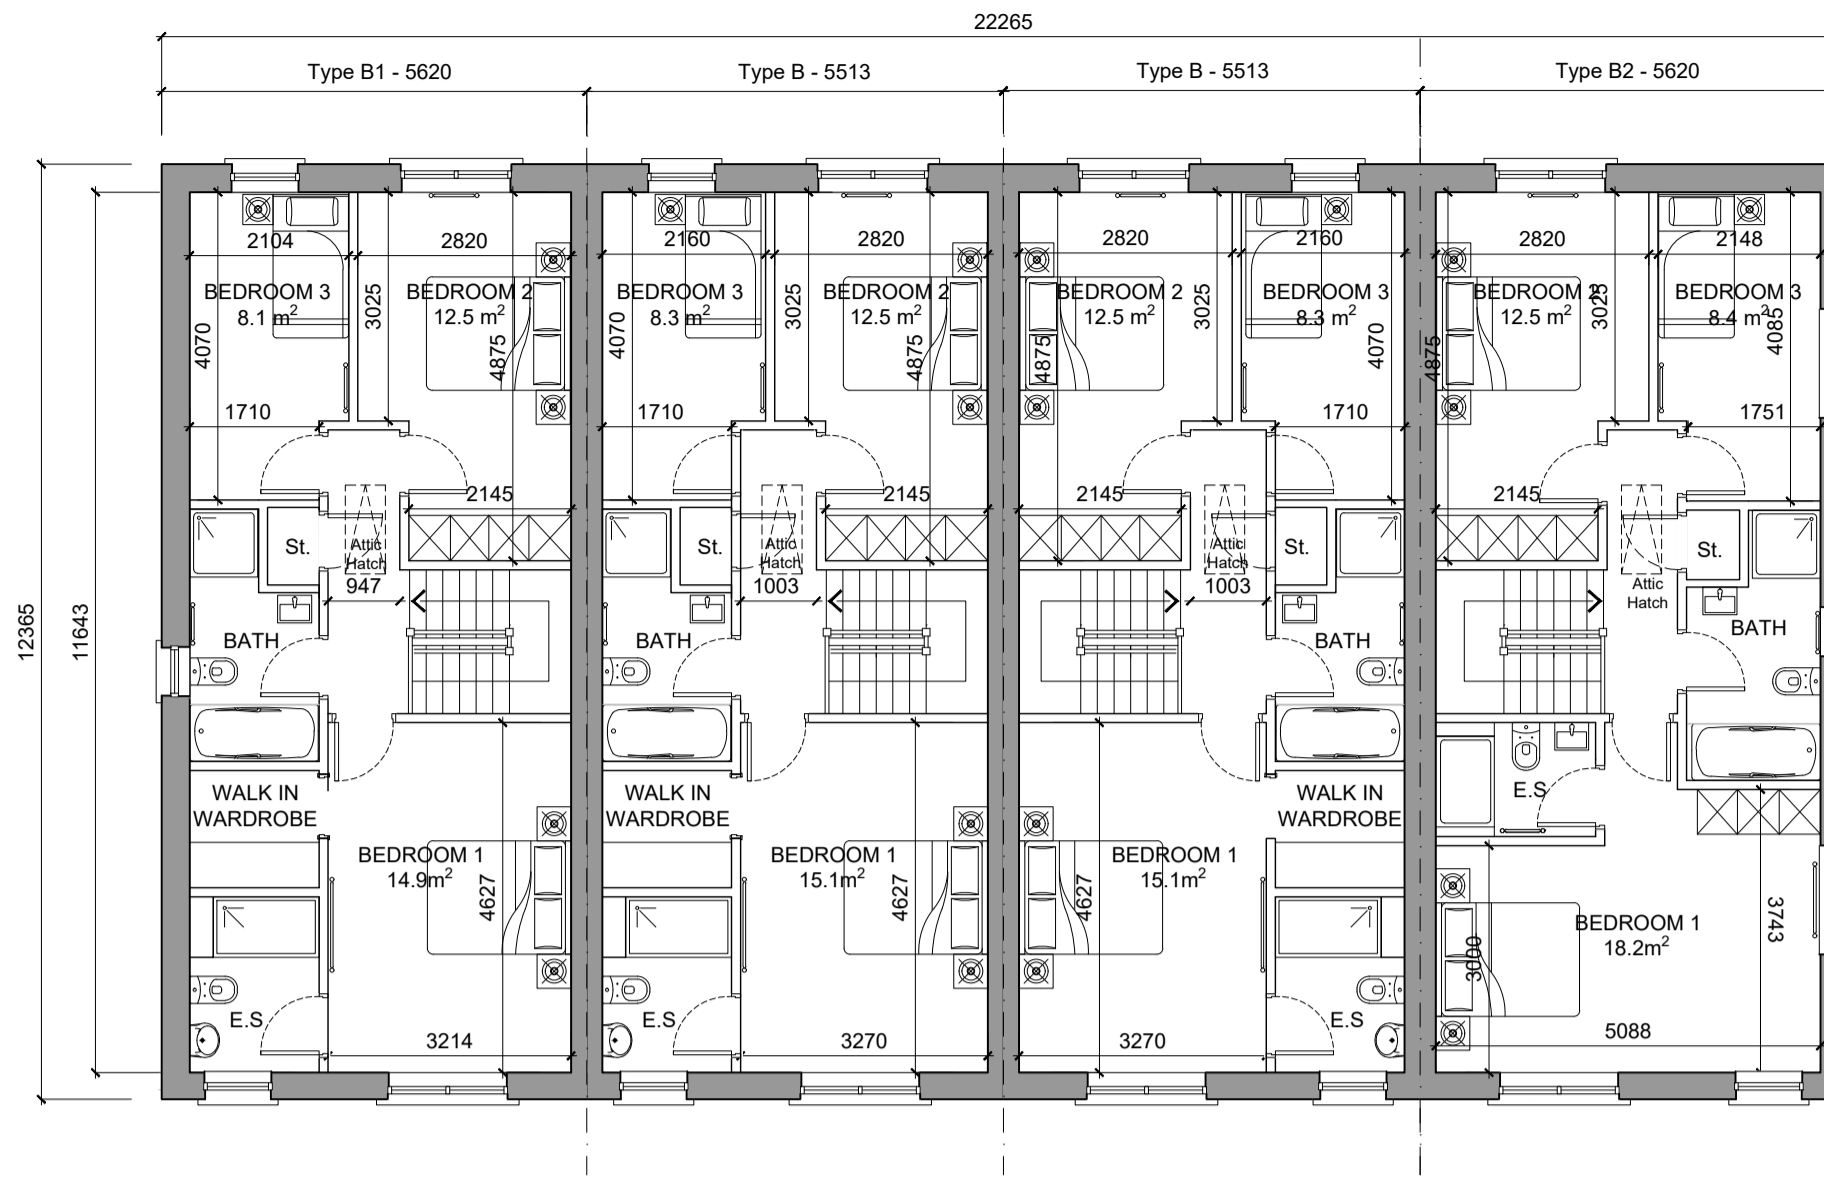 22265
Type B1 - 5620
Type B - 5513
Type B - 5513
Type B2 - 5620
12365
11643
2104
2820
BEDROOM 3
8.1 m2
BEDROOM 2
12.5 m2
4070
3025
4875
1710
2145
St.
Attic
Hatch
947
BATH
WALK IN
WARDROBE
BEDROOM 1
14.9m2
4627
E.S
3214
2160
2820
BEDROOM 3
8.3 m2
BEDROOM 2
12.5 m2
4070
3025
4875
1710
2145
St.
Attic
Hatch
1003
BATH
WALK IN
WARDROBE
BEDROOM 1
15.1m2
4627
E.S
3270
2820
2160
BEDROOM 2
12.5 m2
BEDROOM 3
8.3 m2
4875
3025
4070
1710
2145
Attic
Hatch
St.
1003
BATH
WALK IN
WARDROBE
BEDROOM 1
15.1m2
4627
E.S
3270
2820
2148
BEDROOM 2
12.5 m2
BEDROOM 3
8.4 m2
4875
3025
4085
1751
2145
St.
Attic
Hatch
BATH
E.S
BEDROOM 1
18.2m2
3000
3743
5088